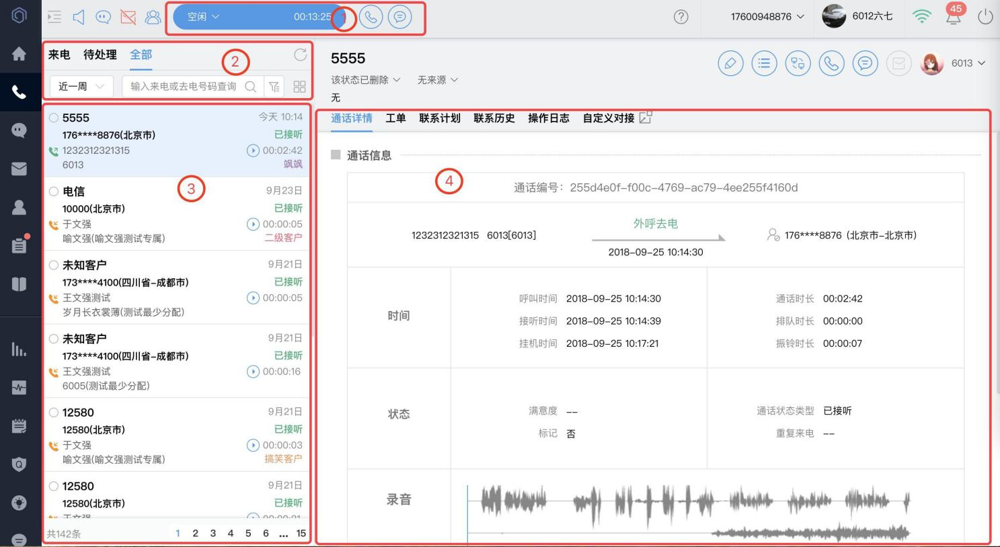 空闲
00:13:25
1
17600948876
6012六七
45
来电 待处理 全部
2
近一周
输入来电或去电号码查询
5555
今天 10:14
176****8876(北京市)
已接听
1232312321315
00:02:42
6013
飒飒
3
电信
9月23日
10000(北京市)
已接听
于文强
00:00:05
喻文强(喻文强测试专属)
二级客户
未知客户
9月21日
173****4100(四川省-成都市)
已接听
王文强测试
00:00:05
岁月长衣裳薄(测试最少分配)
未知客户
9月21日
173****4100(四川省-成都市)
已接听
王文强测试
00:00:16
6005(测试最少分配)
12580
9月21日
12580(北京市)
已接听
于文强
00:00:03
喻文强(喻文强测试专属)
搞笑客户
12580
9月21日
12580(北京市)
已接听
共142条
1 2 3 4 5 6 ... 15
5555
该状态已删除 无来源
无
6013
通话详情 工单 联系计划 联系历史 操作日志 自定义对接
通话信息
4
通话编号: 255d4e0f-f00c-4769-ac79-4ee255f4160d
外呼去电
1232312321315 6013[6013]
176****8876 (北京市-北京市)
2018-09-25 10:14:30
时间
呼叫时间 2018-09-25 10:14:30
通话时长 00:02:42
接听时间 2018-09-25 10:14:39
排队时长 00:00:00
挂机时间 2018-09-25 10:17:21
振铃时长 00:00:07
状态
满意度 --
通话状态类型 已接听
标记 否
重复来电 --
录音